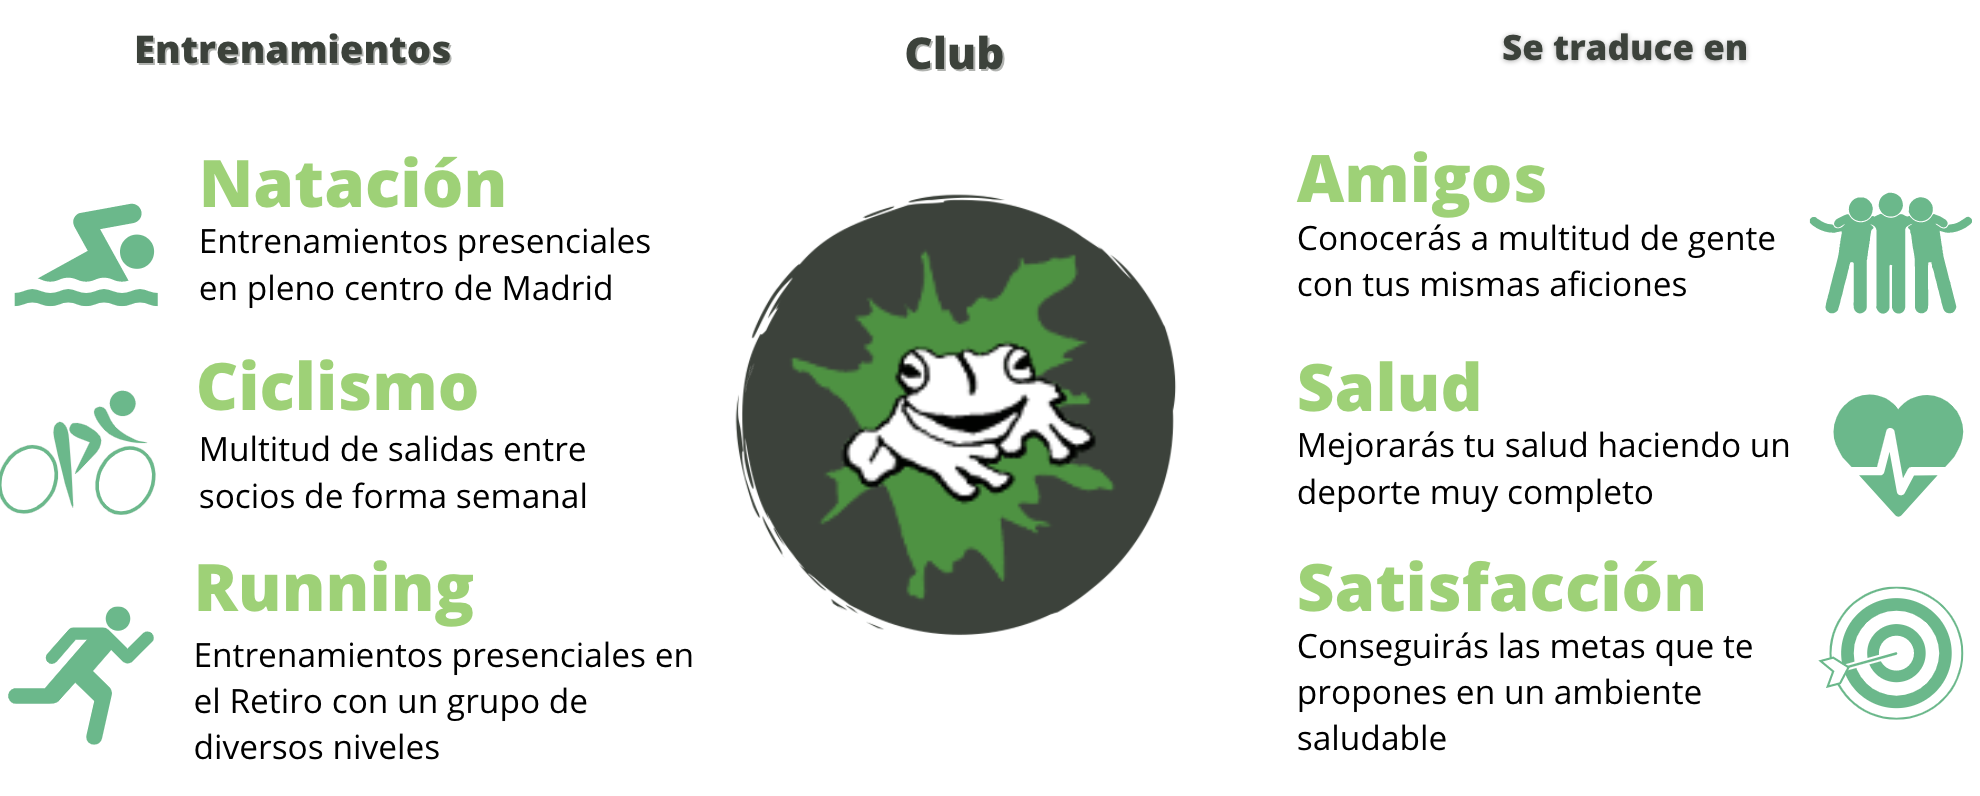 Entrenamientos
Natación
Entrenamientos presenciales
en pleno centro de Madrid
Ciclismo
Multitud de salidas entre
socios de forma semanal
Running
Entrenamientos presenciales en
el Retiro con un grupo de
diversos niveles
Club
Se traduce en
Amigos
Conocerás a multitud de gente
con tus mismas aficiones
Salud
Mejorarás tu salud haciendo un
deporte muy completo
Satisfacción
Conseguirás las metas que te
propones en un ambiente
saludable